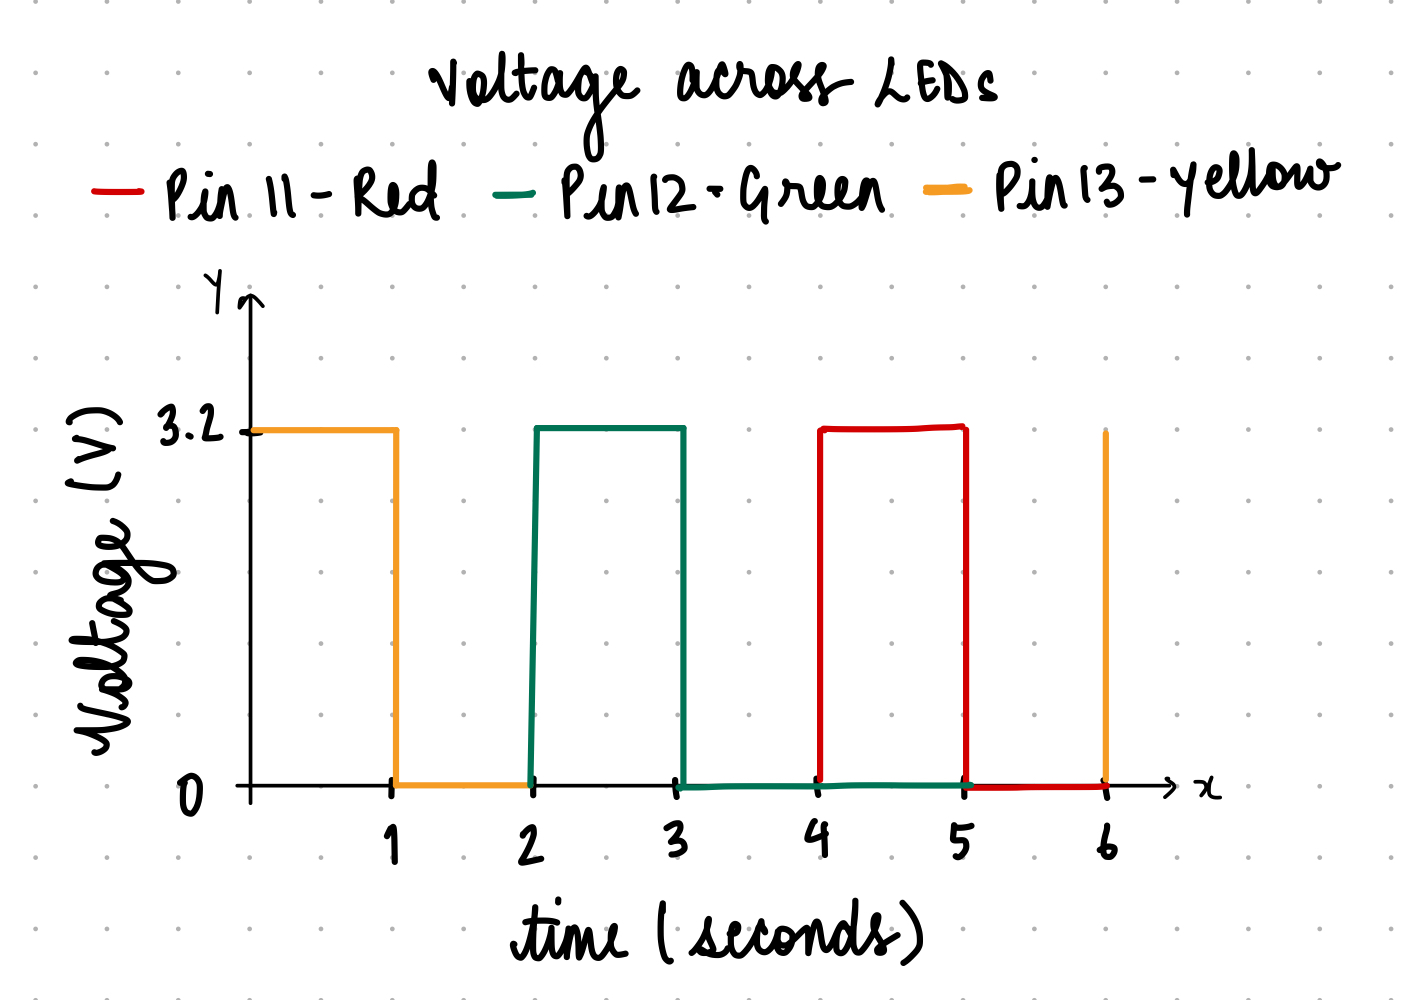 Voltage across LEDs
Pin 11 - Red Pin 12 - Green Pin 13 - yellow
Y
Voltage (V)
3.2
0
x
1 2 3 4 5 6
time (seconds)